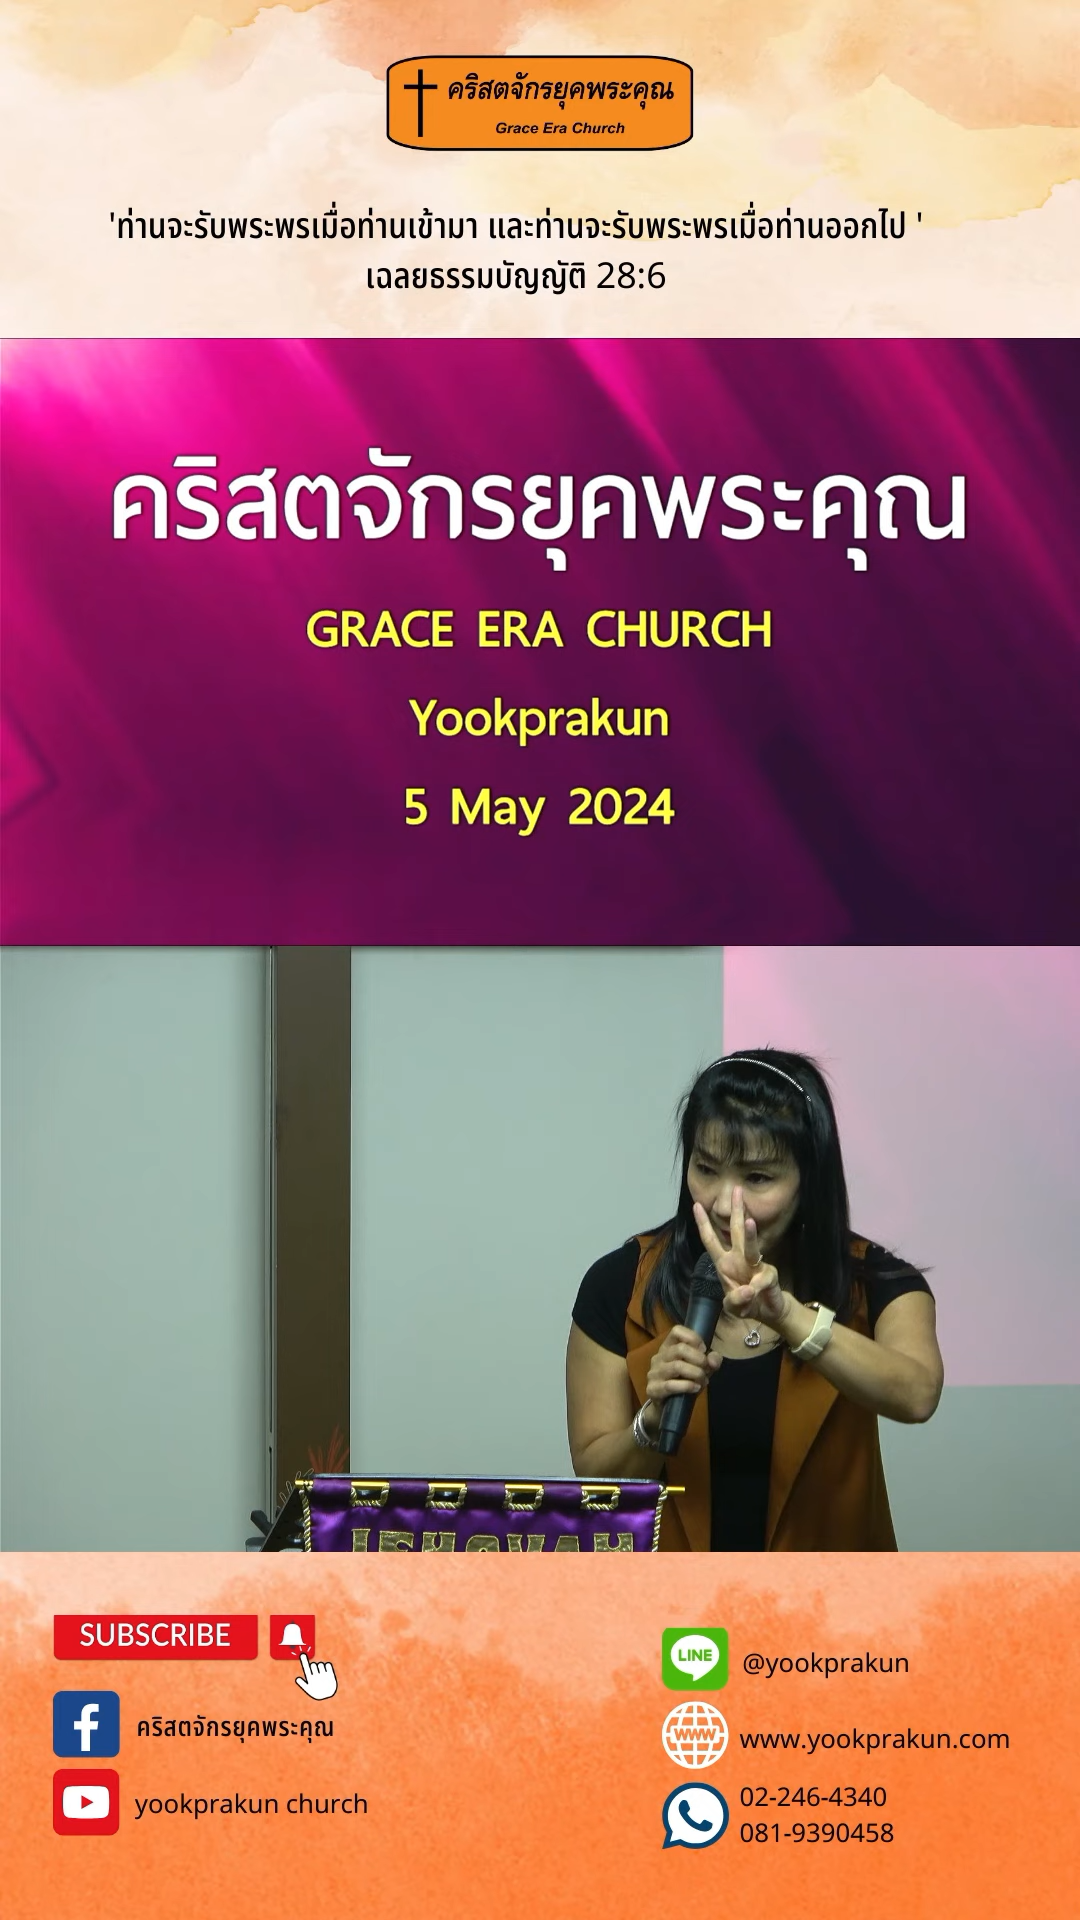 คริสตจักรยุคพระคุณ
Grace Era Church
'ท่านจะรับพระพรเมื่อท่านเข้ามา และท่านจะรับพระพรเมื่อท่านออกไป '
เฉลยธรรมบัญญัติ 28:6
คริสตจักรยุคพระคุณ
GRACE ERA CHURCH
Yookprakun
5 May 2024
JEHOVAH
SUBSCRIBE
คริสตจักรยุคพระคุณ
yookprakun church
LINE
@yookprakun
WWW
www.yookprakun.com
02-246-4340
081-9390458